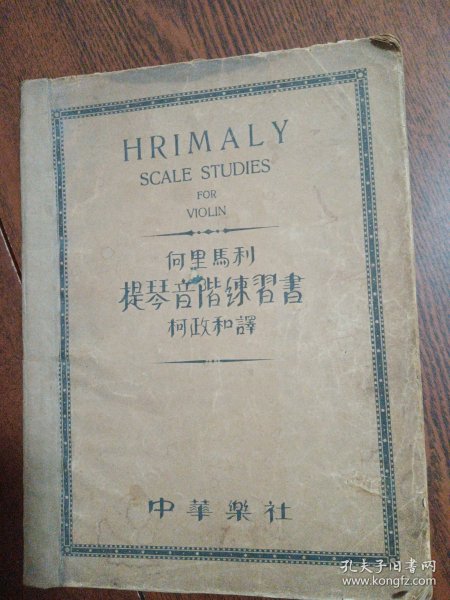 HRIMALY
SCALE STUDIES
FOR
VIOLIN
何里馬利
提琴音階練習書
柯政和譯
中華樂社
孔夫子旧书网
www.kongfz.com